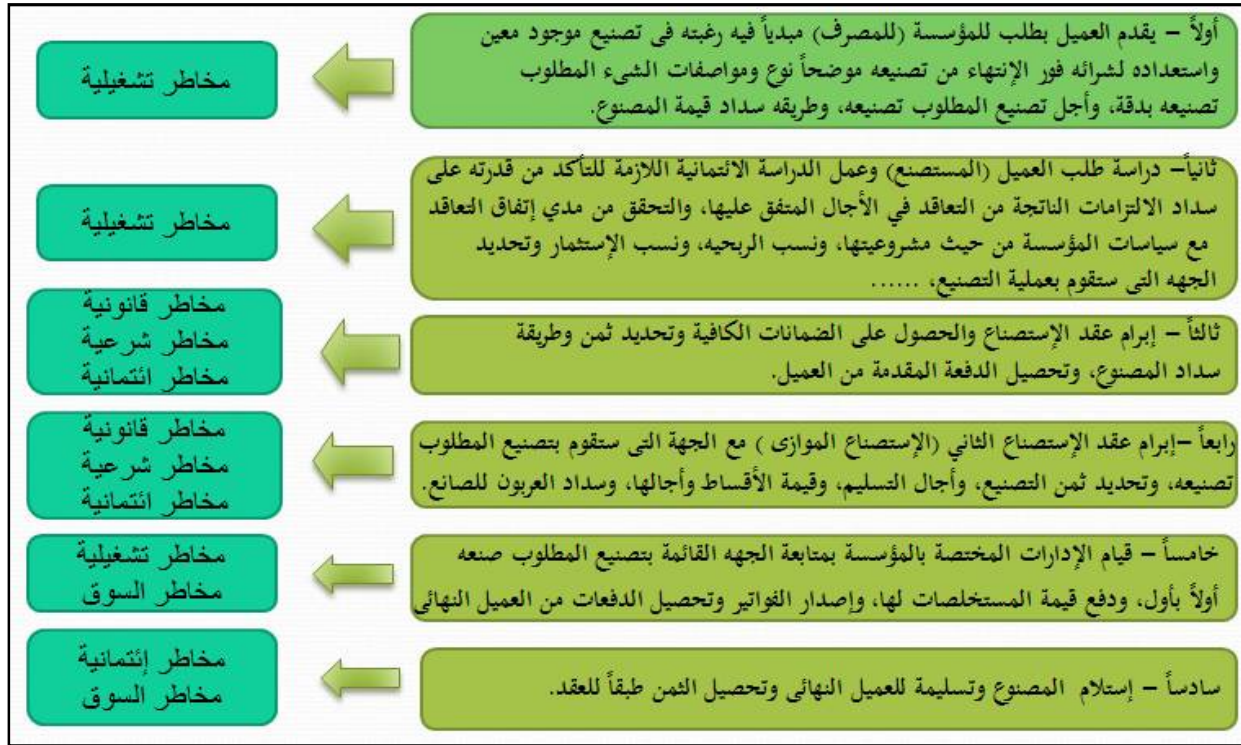 أولاً – يقدم العميل بطلب للمؤسسة (للمصرف) مبدياً فيه رغبته فى تصنيع موجود معين
واستعداده لشرائه فور الإنتهاء من تصنيعه موضحاً نوع ومواصفات الشىء المطلوب
تصنيعه بدقة، وأجل تصنيع المطلوب تصنيعه، وطريقه سداد قيمة المصنوع.
مخاطر تشغيلية
ثانياً– دراسة طلب العميل (المستصنع) وعمل الدراسة الائتمانية اللازمة للتأكد من قدرته على
سداد الالتزامات الناتجة من التعاقد في الأجال المتفق عليها، والتحقق من مدي إتفاق التعاقد
مع سياسات المؤسسة من حيث مشروعيتها، ونسب الربحيه، ونسب الإستثمار وتحديد
الجهه التى ستقوم بعملية التصنيع، ......
مخاطر تشغيلية
ثالثاً – إبرام عقد الإستصناع والحصول على الضمانات الكافية وتحديد ثمن وطريقة
سداد المصنوع، وتحصيل الدفعة المقدمة من العميل.
مخاطر قانونية
مخاطر شرعية
مخاطر ائتمانية
رابعاً –إبرام عقد الإستصناع الثاني (الإستصناع الموازى ) مع الجهة التى ستقوم بتصنيع المطلوب
تصنيعه، وتحديد ثمن التصنيع، وأجال التسليم، وقيمة الأقساط وأجالها، وسداد العربون للصانع.
مخاطر قانونية
مخاطر شرعية
مخاطر ائتمانية
خامساً – قيام الإدارات المختصة بالمؤسسة بمتابعة الجهه القائمة بتصنيع المطلوب صنعه
أولاً بأول، ودفع قيمة المستخلصات لها، وإصدار الفواتير وتحصيل الدفعات من العميل النهائى
مخاطر تشغيلية
مخاطر السوق
سادساً – إستلام المصنوع وتسليمة للعميل النهائى وتحصيل الثمن طبقاً للعقد.
مخاطر إئتمانية
مخاطر السوق